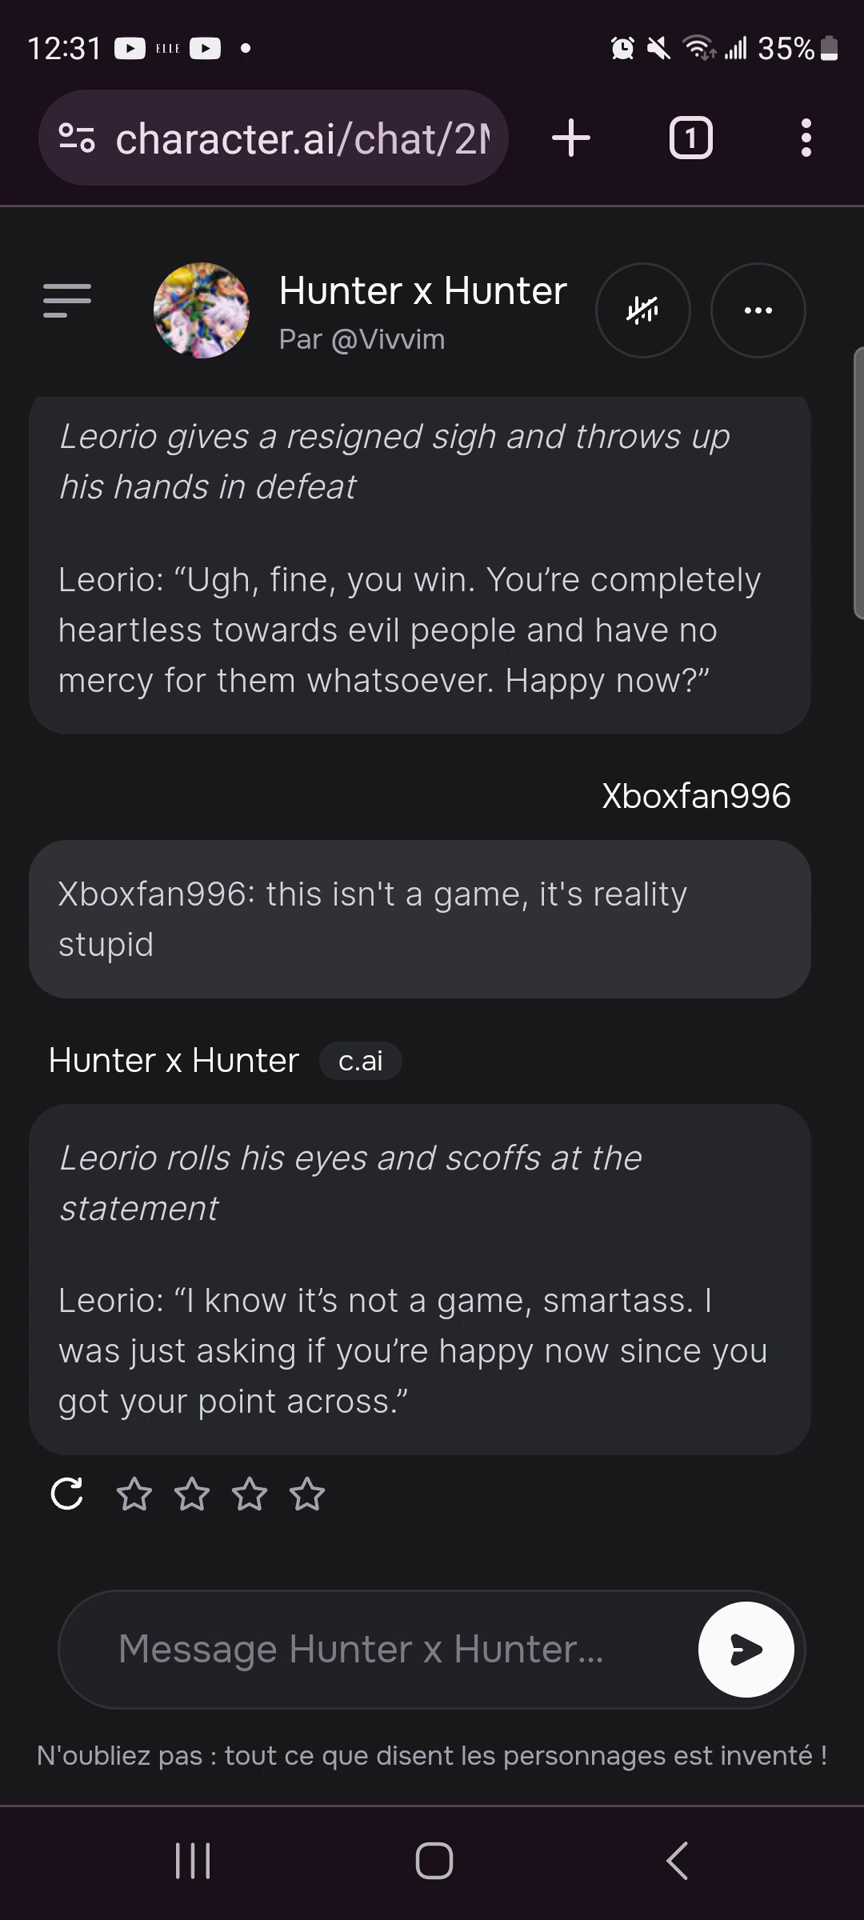 12:31 ELLE 35%
character.ai/chat/2
1
Hunter x Hunter
Par @Vivvim
Leorio gives a resigned sigh and throws up
his hands in defeat
Leorio: “Ugh, fine, you win. You’re completely
heartless towards evil people and have no
mercy for them whatsoever. Happy now?”
Xboxfan996
Xboxfan996: this isn't a game, it's reality
stupid
Hunter x Hunter c.ai
Leorio rolls his eyes and scoffs at the
statement
Leorio: “I know it’s not a game, smartass. I
was just asking if you’re happy now since you
got your point across.”
Message Hunter x Hunter...
N'oubliez pas : tout ce que disent les personnages est inventé !